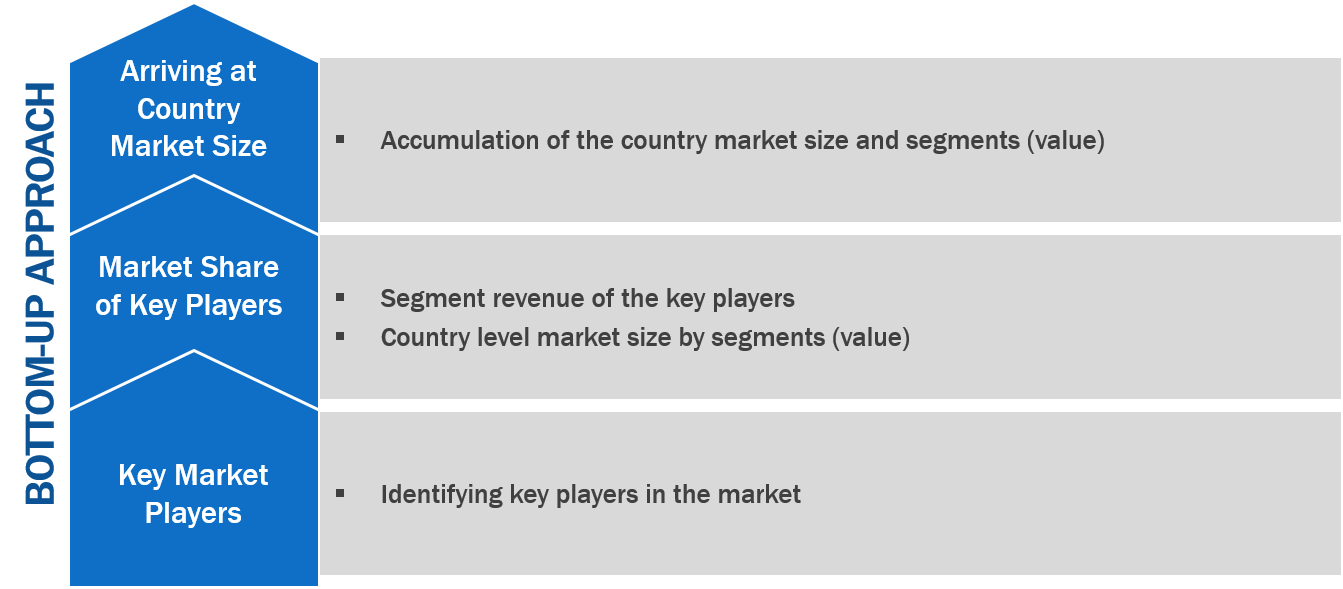 BOTTOM-UP APPROACH
Arriving at
Country
Market Size
▪ Accumulation of the country market size and segments (value)
Market Share
of Key Players
▪ Segment revenue of the key players
▪ Country level market size by segments (value)
Key Market
Players
▪ Identifying key players in the market